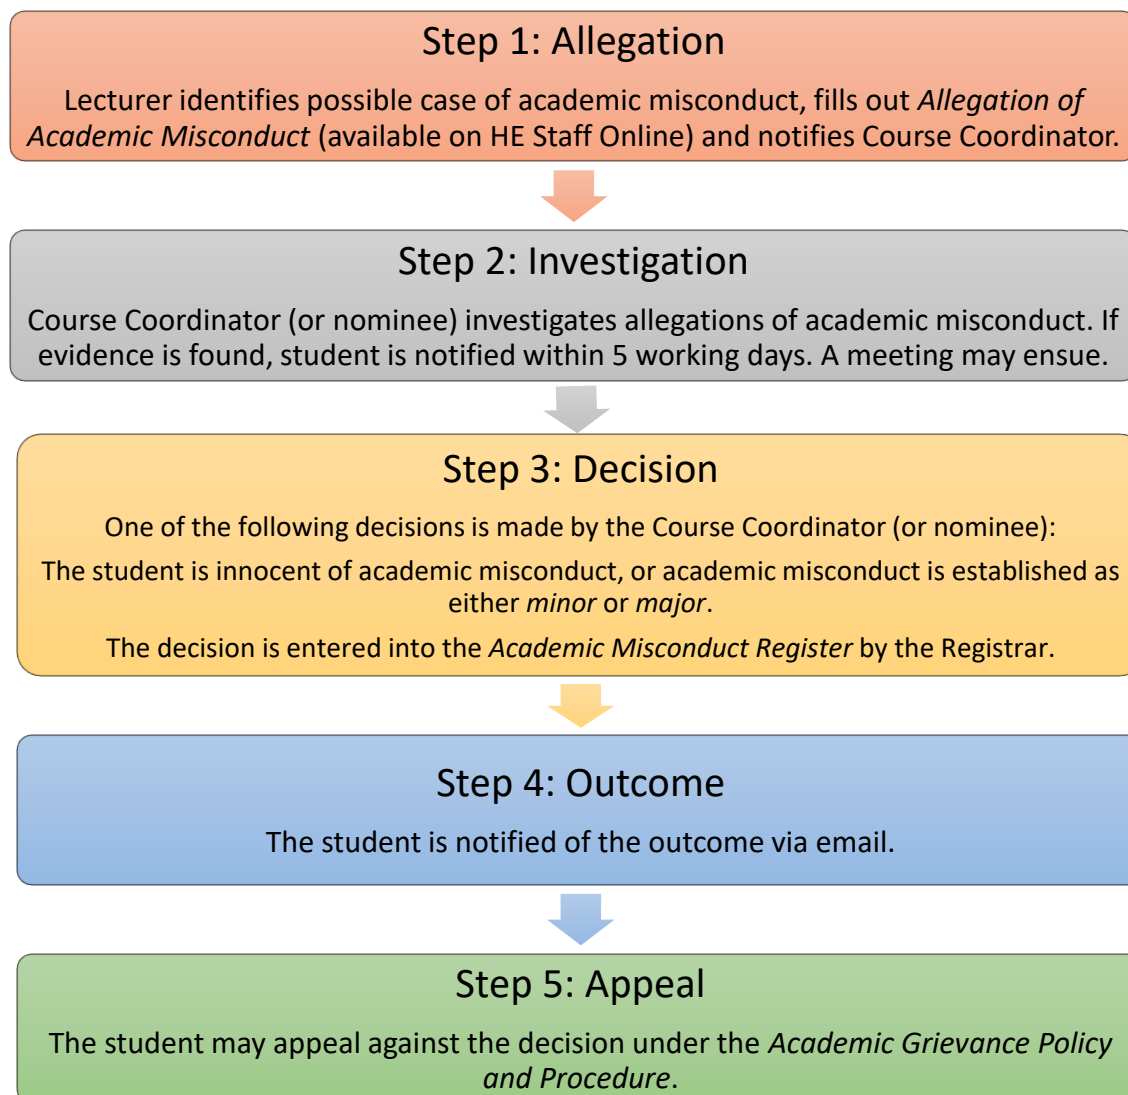 Step 1: Allegation
Lecturer identifies possible case of academic misconduct, fills out Allegation of
Academic Misconduct (available on HE Staff Online) and notifies Course Coordinator.
Step 2: Investigation
Course Coordinator (or nominee) investigates allegations of academic misconduct. If
evidence is found, student is notified within 5 working days. A meeting may ensue.
Step 3: Decision
One of the following decisions is made by the Course Coordinator (or nominee):
The student is innocent of academic misconduct, or academic misconduct is established as
either minor or major.
The decision is entered into the Academic Misconduct Register by the Registrar.
Step 4: Outcome
The student is notified of the outcome via email.
Step 5: Appeal
The student may appeal against the decision under the Academic Grievance Policy
and Procedure.